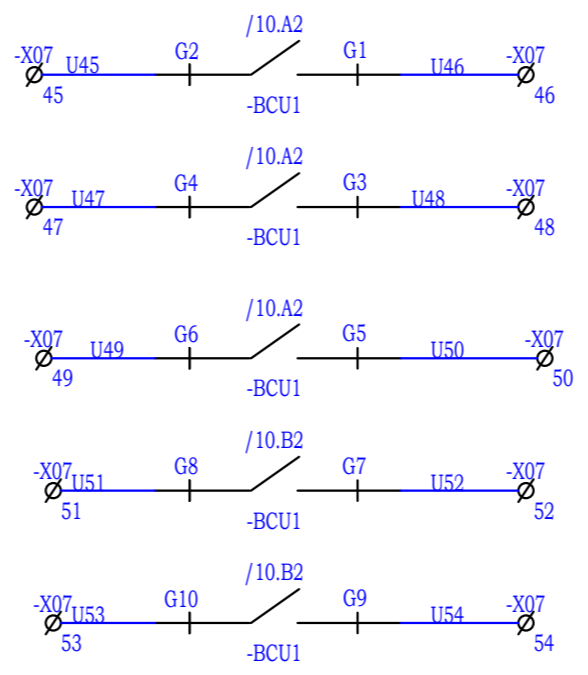 /10.A2
-X07 U45 G2 G1 U46 -X07
45 -BCU1 46
/10.A2
-X07 U47 G4 G3 U48 -X07
47 -BCU1 48
/10.A2
-X07 U49 G6 G5 U50 -X07
49 -BCU1 50
/10.B2
-X07 U51 G8 G7 U52 -X07
51 -BCU1 52
/10.B2
-X07 U53 G10 G9 U54 -X07
53 -BCU1 54